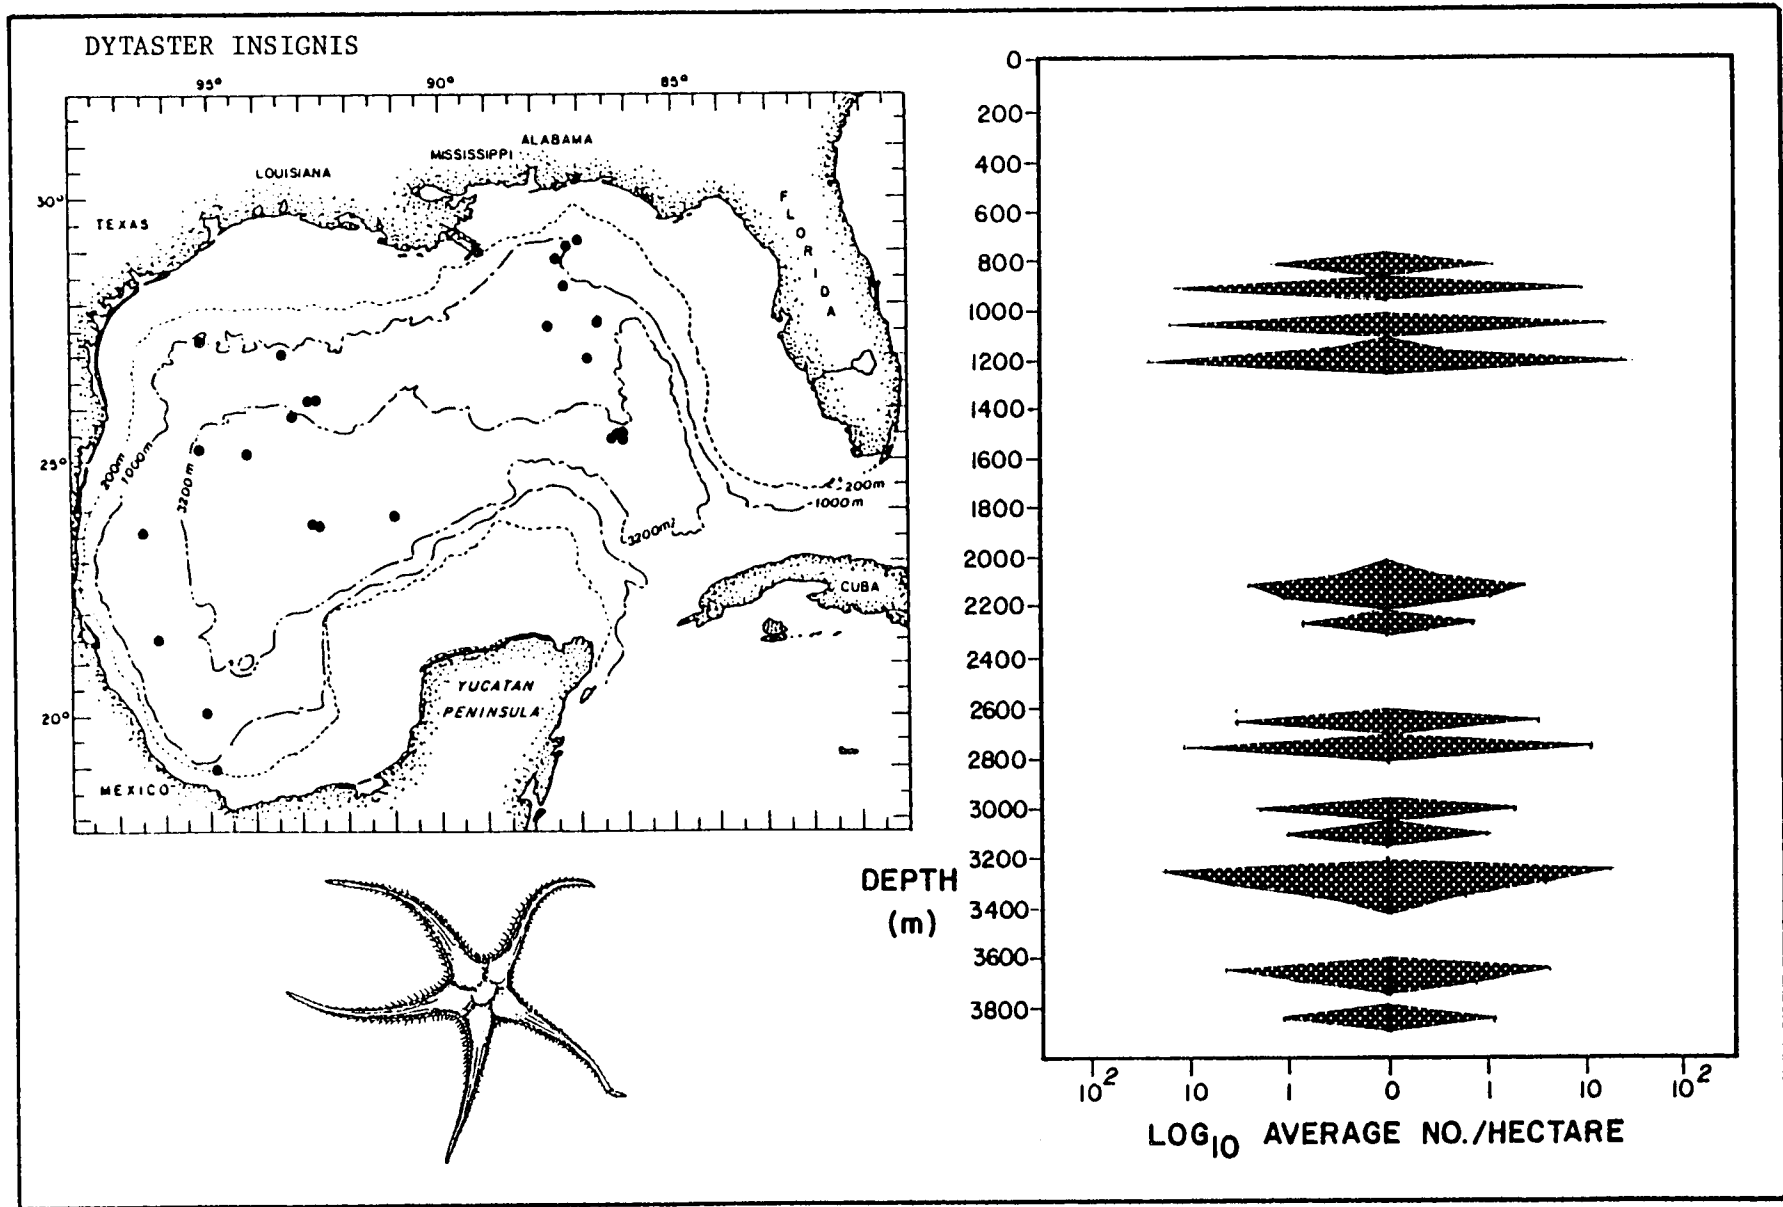 DYTASTER INSIGNIS
95° 90° 85°
ALABAMA
MISSISSIPPI
LOUISIANA
30°
TEXAS
FLORIDA
25°
200m
1000m
3200m
200m
1000m
3200m
CUBA
YUCATAN
PENINSULA
20°
MEXICO
0
200
400
600
800
1000
1200
1400
1600
1800
2000
2200
2400
2600
2800
3000
3200
3400
3600
3800
DEPTH
(m)
10² 10 1 0 1 10 10²
LOG₁₀ AVERAGE NO./HECTARE